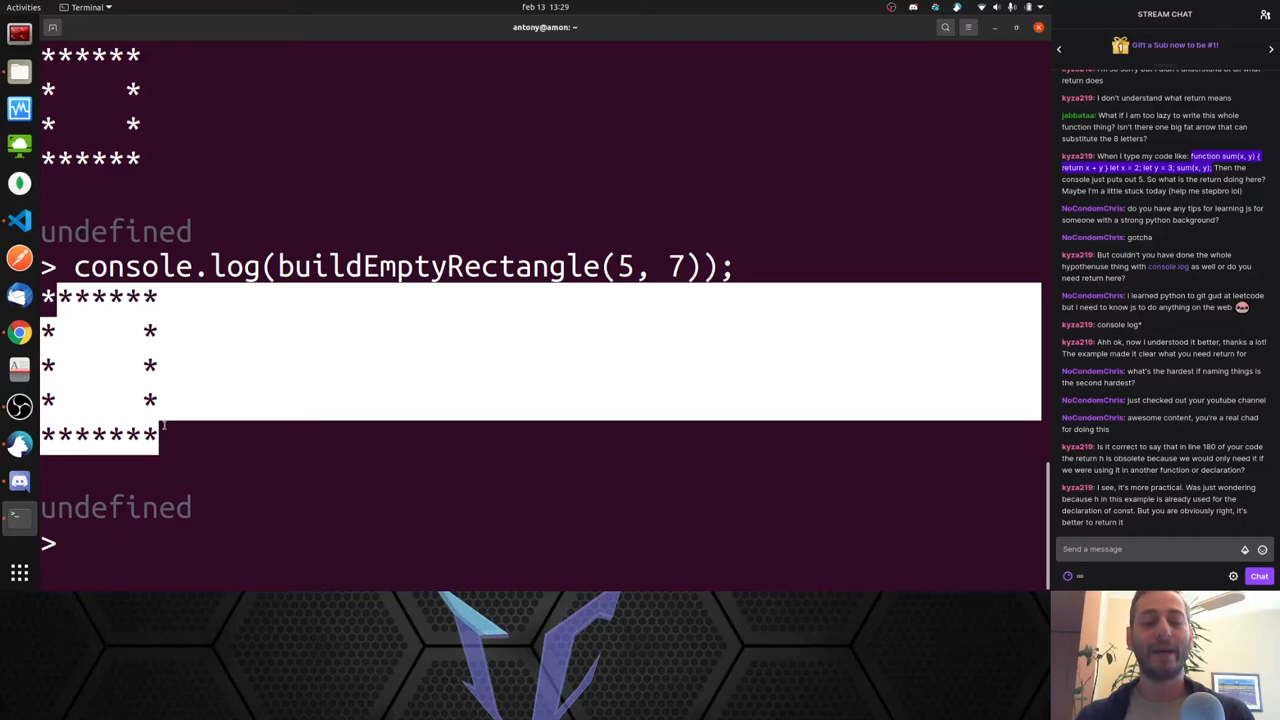 Activities
Terminal
feb 13 13:29
antony@amon: ~
******
* *
* *
******
undefined
> console.log(buildEmptyRectangle(5, 7));
*******
* *
* *
* *
*******
undefined
>
STREAM CHAT
Gift a Sub now to be #1!
return does
kyza219: I don't understand what return means
jabbataa: What if I am too lazy to write this whole
function thing? Isn't there one big fat arrow that can
substitute the 8 letters?
kyza219: When I type my code like: function sum(x, y) {
return x + y } let x = 2; let y = 3; sum(x, y); Then the
console just puts out 5. So what is the return doing here?
Maybe I'm a little stuck today (help me stepbro lol)
NoCondomChris: do you have any tips for learning js for
someone with a strong python background?
NoCondomChris: gotcha
kyza219: But couldn't you have done the whole
hypothenuse thing with console.log as well or do you
need return here?
NoCondomChris: i learned python to git gud at leetcode
but i need to know js to do anything on the web
kyza219: console log*
kyza219: Ahh ok, now I understood it better, thanks a lot!
The example made it clear what you need return for
NoCondomChris: what's the hardest if naming things is
the second hardest?
NoCondomChris: just checked out your youtube channel
NoCondomChris: awesome content, you're a real chad
for doing this
kyza219: Is it correct to say that in line 180 of your code
the return h is obsolete because we would only need it if
we were using it in another function or declaration?
kyza219: I see, it's more practical. Was just wondering
because h in this example is already used for the
declaration of const. But you are obviously right, it's
better to return it
Send a message
∞
Chat